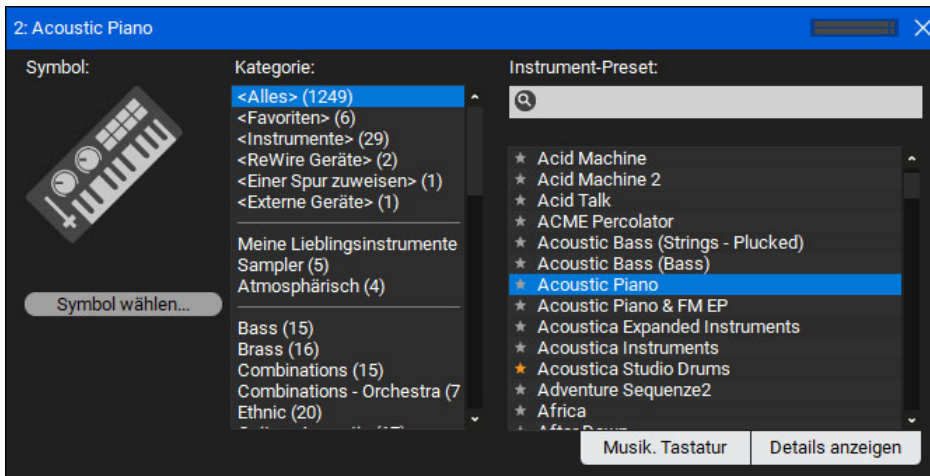 2: Acoustic Piano
Symbol:
Symbol wählen...
Kategorie:
<Alles> (1249)
<Favoriten> (6)
<Instrumente> (29)
<ReWire Geräte> (2)
<Einer Spur zuweisen> (1)
<Externe Geräte> (1)
Meine Lieblingsinstrumente
Sampler (5)
Atmosphärisch (4)
Bass (15)
Brass (16)
Combinations (15)
Combinations - Orchestra (7
Ethnic (20)
Instrument-Preset:
Acid Machine
Acid Machine 2
Acid Talk
ACME Percolator
Acoustic Bass (Strings - Plucked)
Acoustic Bass (Bass)
Acoustic Piano
Acoustic Piano & FM EP
Acoustica Expanded Instruments
Acoustica Instruments
Acoustica Studio Drums
Adventure Sequenze2
Africa
Musik. Tastatur
Details anzeigen